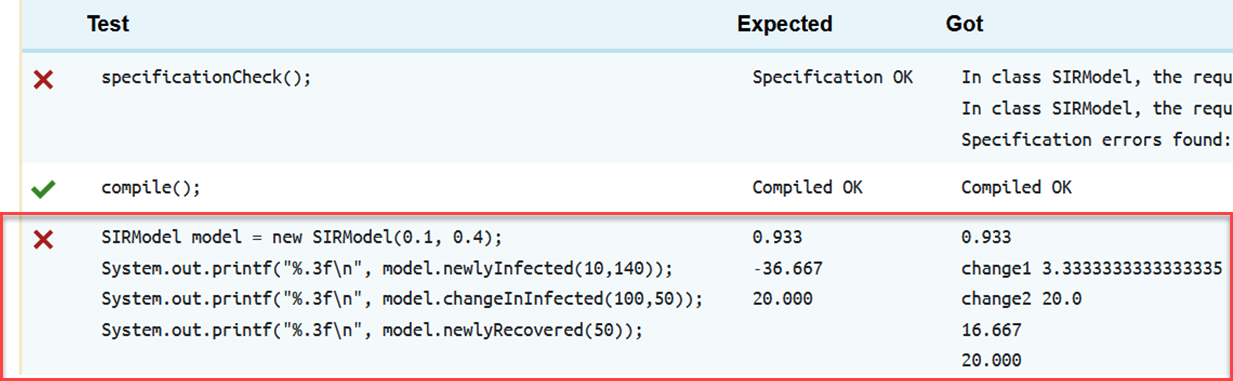 Test Expected Got
specificationCheck(); Specification OK In class SIRModel, the
In class SIRModel, the
Specification errors found:
compile(); Compiled OK Compiled OK
SIRModel model = new SIRModel(0.1, 0.4); 0.933 0.933
System.out.printf("%.3f\n", model.newlyInfected(10,140)); -36.667 change1 3.3333333333333335
System.out.printf("%.3f\n", model.changeInInfected(100,50)); 20.000 change2 20.0
System.out.printf("%.3f\n", model.newlyRecovered(50)); 16.667
20.000